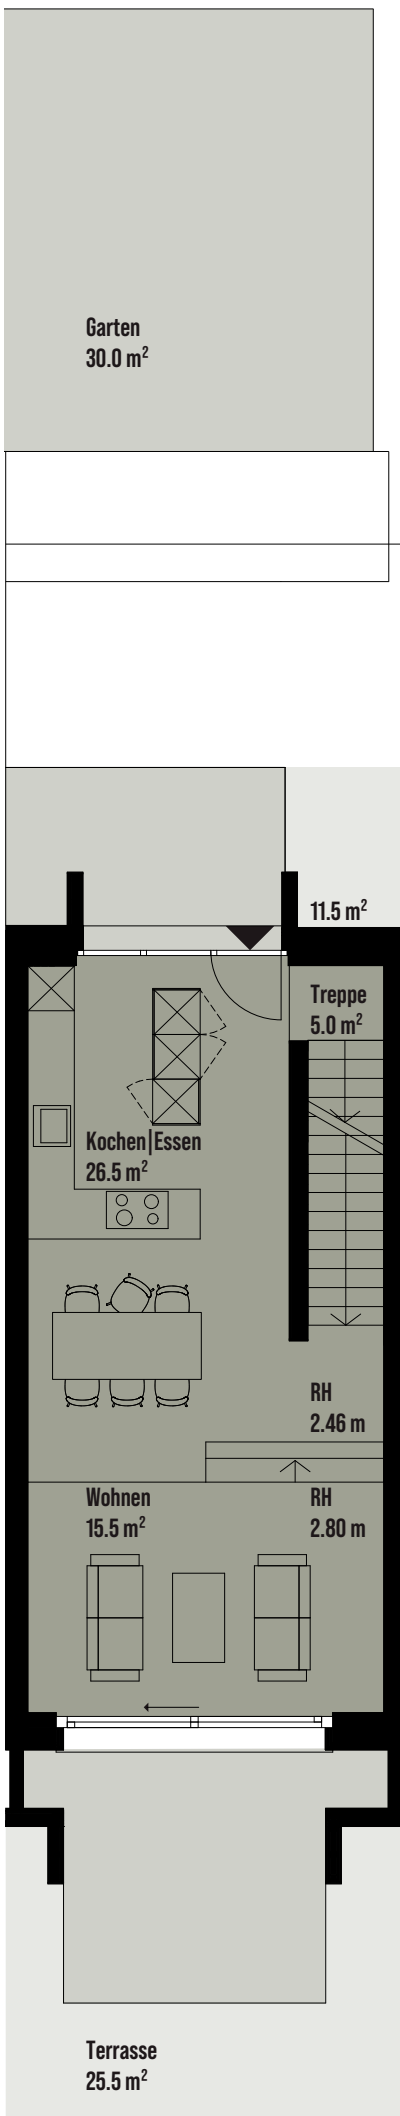 Garten
30.0 m²
11.5 m²
Treppe
5.0 m²
Kochen|Essen
26.5 m²
RH
2.46 m
Wohnen
15.5 m²
RH
2.80 m
Terrasse
25.5 m²